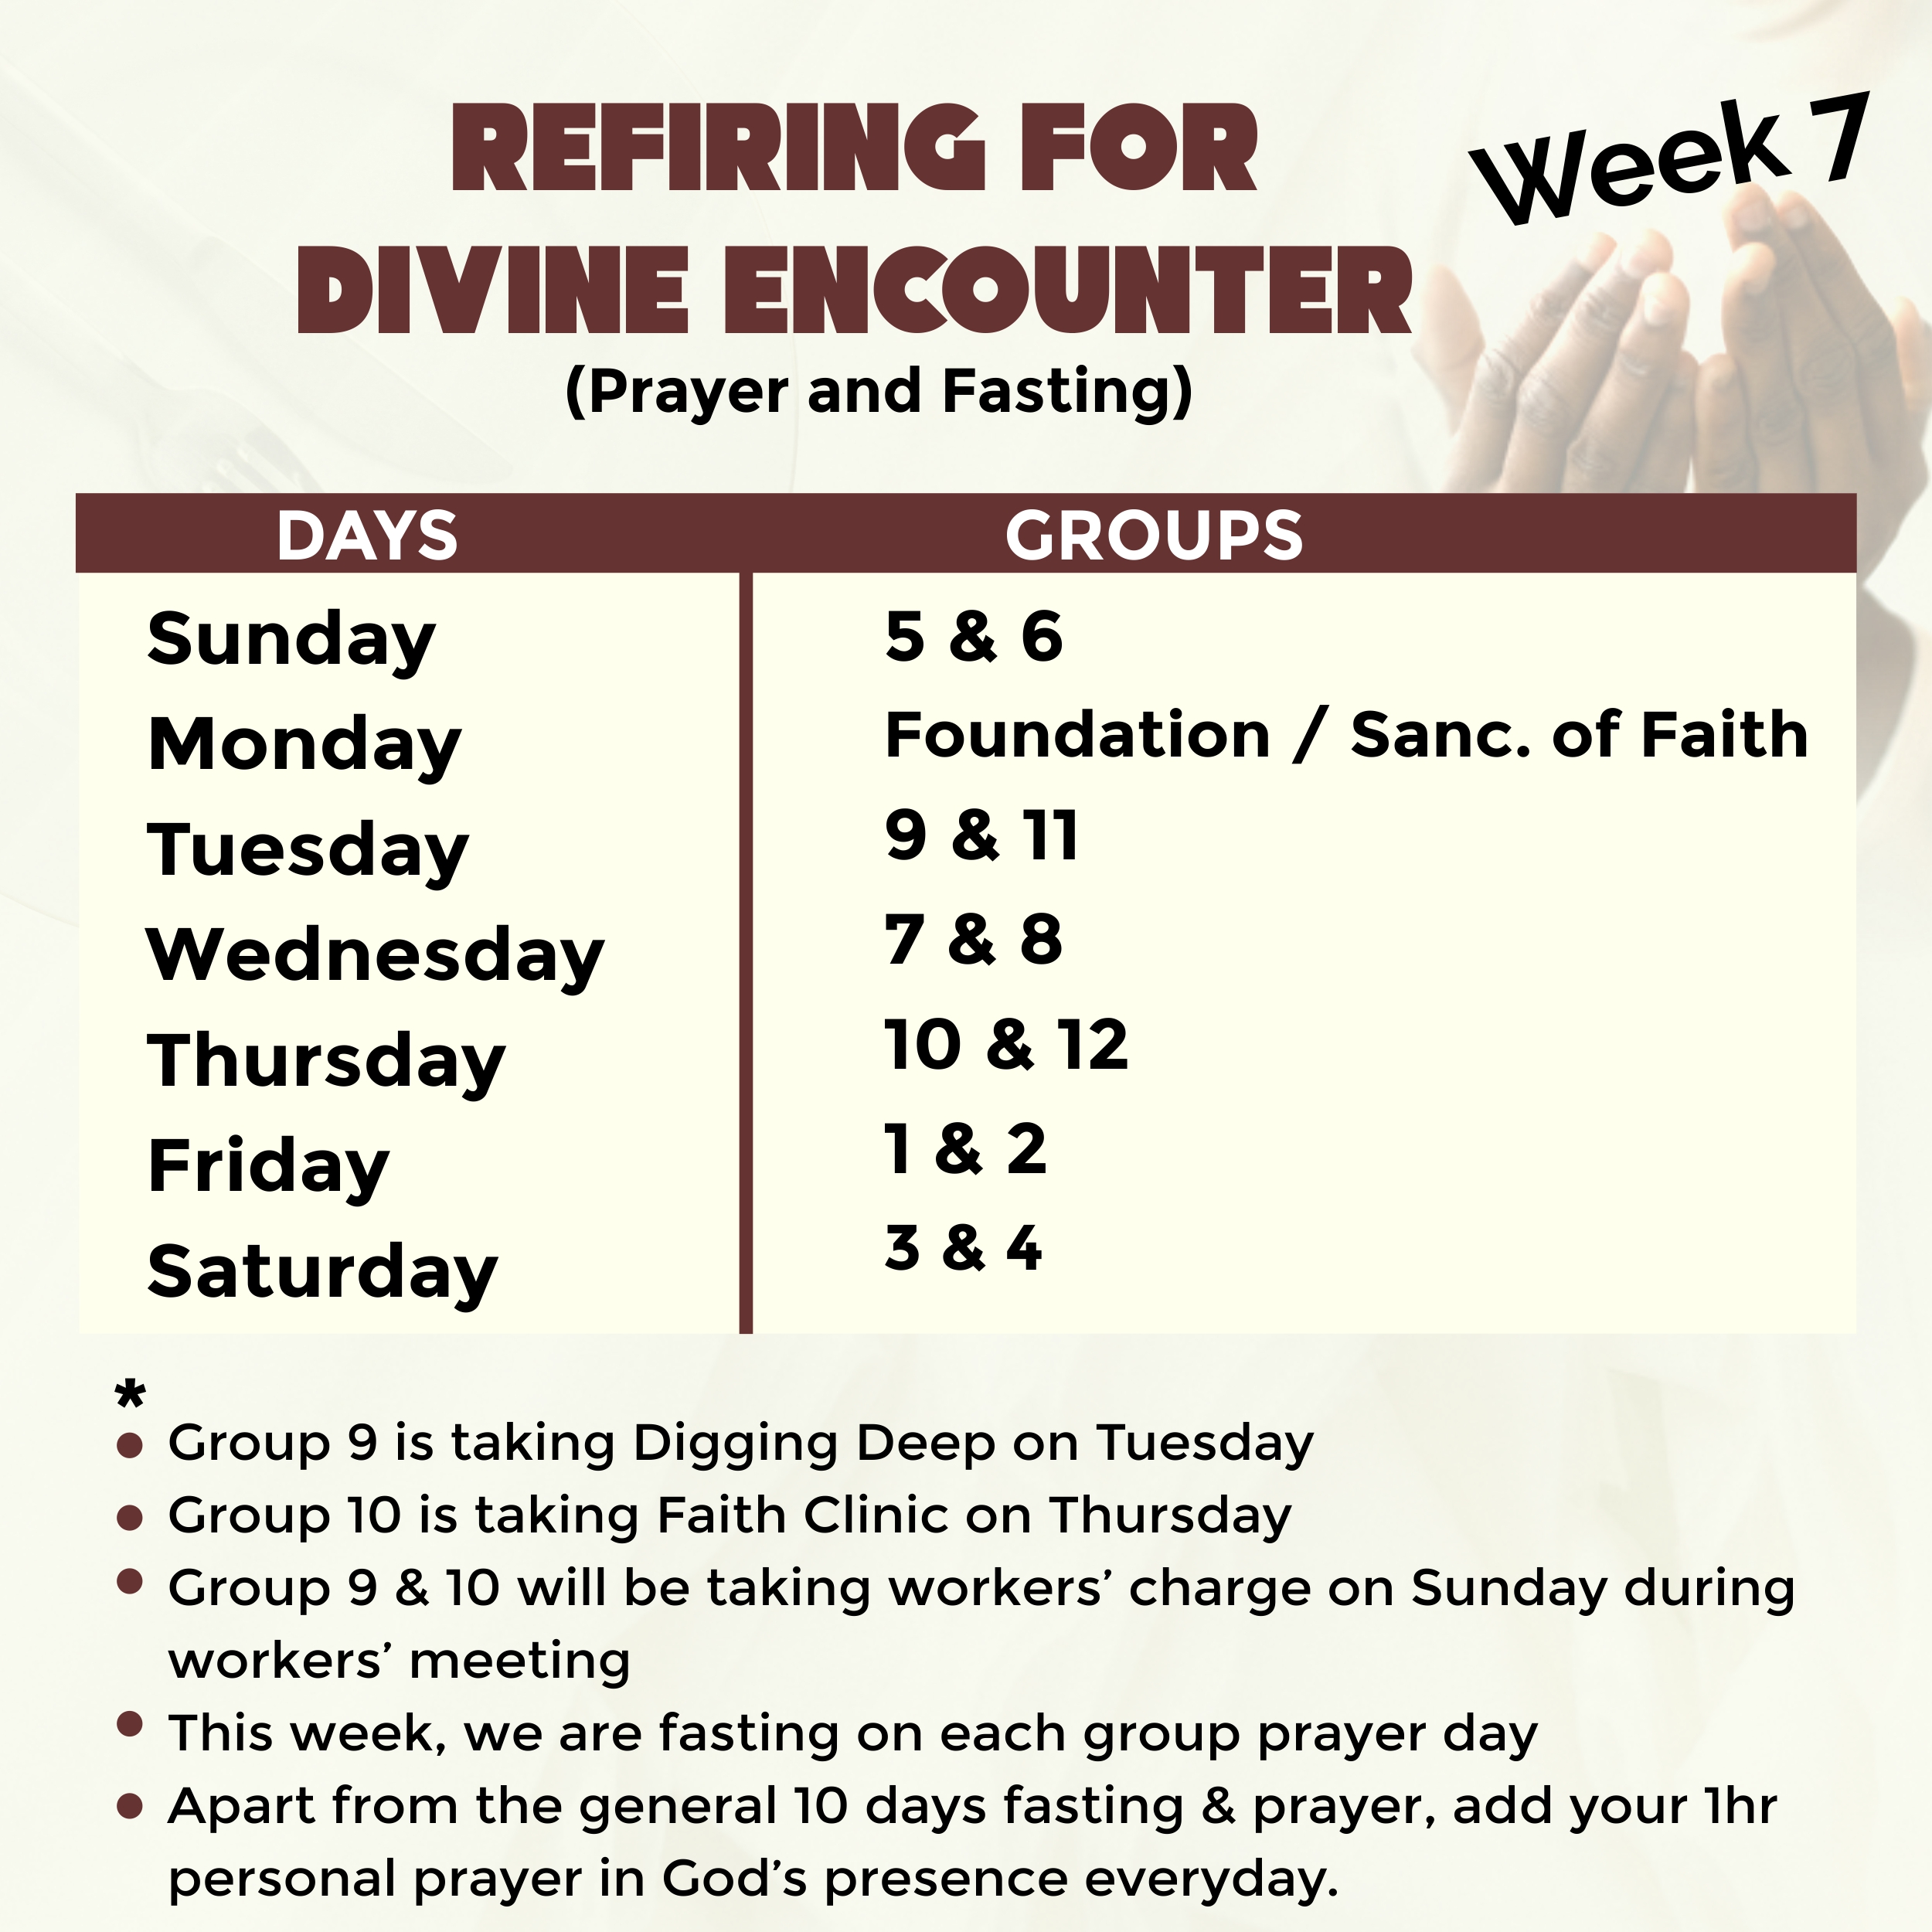 REFIRING FOR
Week 7
DIVINE ENCOUNTER
(Prayer and Fasting)
DAYS GROUPS
Sunday 5 & 6
Monday Foundation / Sanc. of Faith
Tuesday 9 & 11
Wednesday 7 & 8
Thursday 10 & 12
Friday 1 & 2
Saturday 3 & 4
*
• Group 9 is taking Digging Deep on Tuesday
• Group 10 is taking Faith Clinic on Thursday
• Group 9 & 10 will be taking workers’ charge on Sunday during
workers’ meeting
• This week, we are fasting on each group prayer day
• Apart from the general 10 days fasting & prayer, add your 1hr
personal prayer in God’s presence everyday.